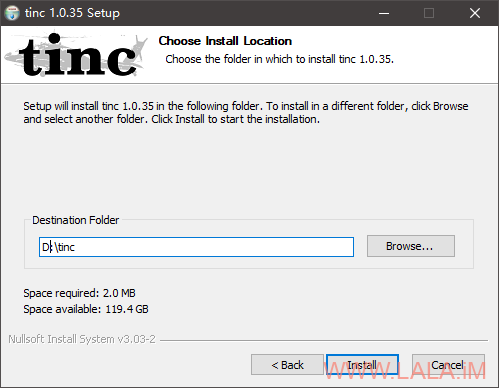 tinc 1.0.35 Setup
tinc
Choose Install Location
Choose the folder in which to install tinc 1.0.35.
Setup will install tinc 1.0.35 in the following folder. To install in a different folder, click Browse
and select another folder. Click Install to start the installation.
Destination Folder
D:\tinc
Browse...
Space required: 2.0 MB
Space available: 119.4 GB
Nullsoft Install System v3.03-2
< Back
Install
Cancel
WWW.LALA.IM